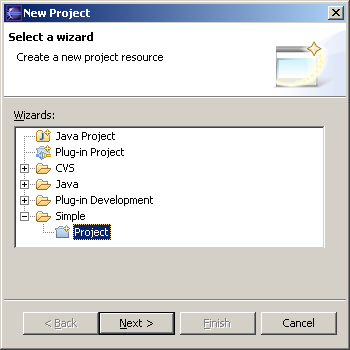 New Project
Select a wizard
Create a new project resource
Wizards:
Java Project
Plug-in Project
CVS
Java
Plug-in Development
Simple
Project
< Back Next > Finish Cancel